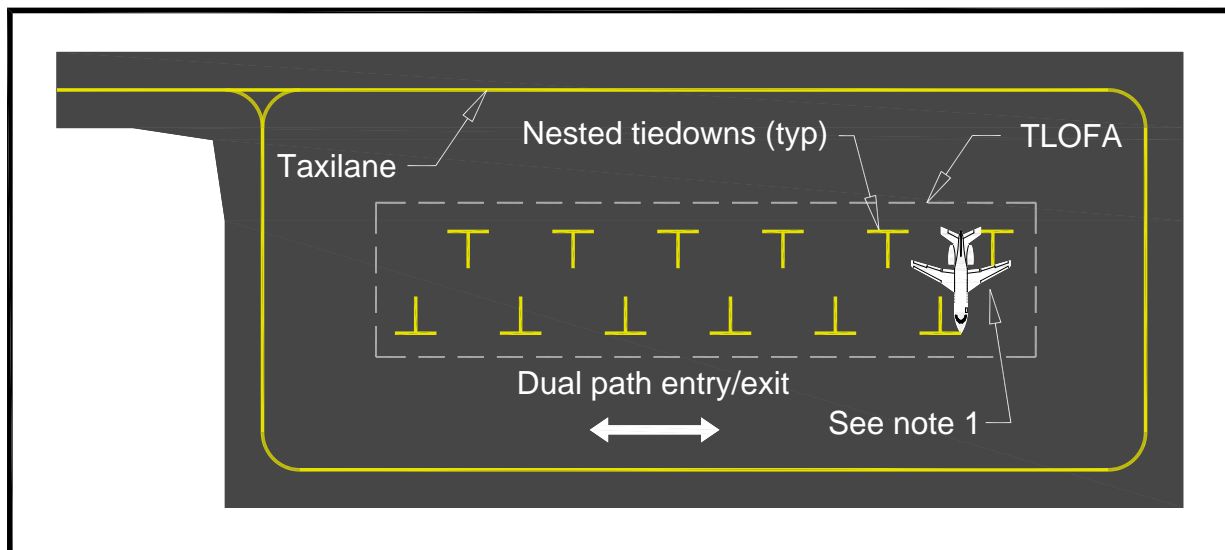 Nested tiedowns (typ)
TLOFA
Taxilane
Dual path entry/exit
See note 1